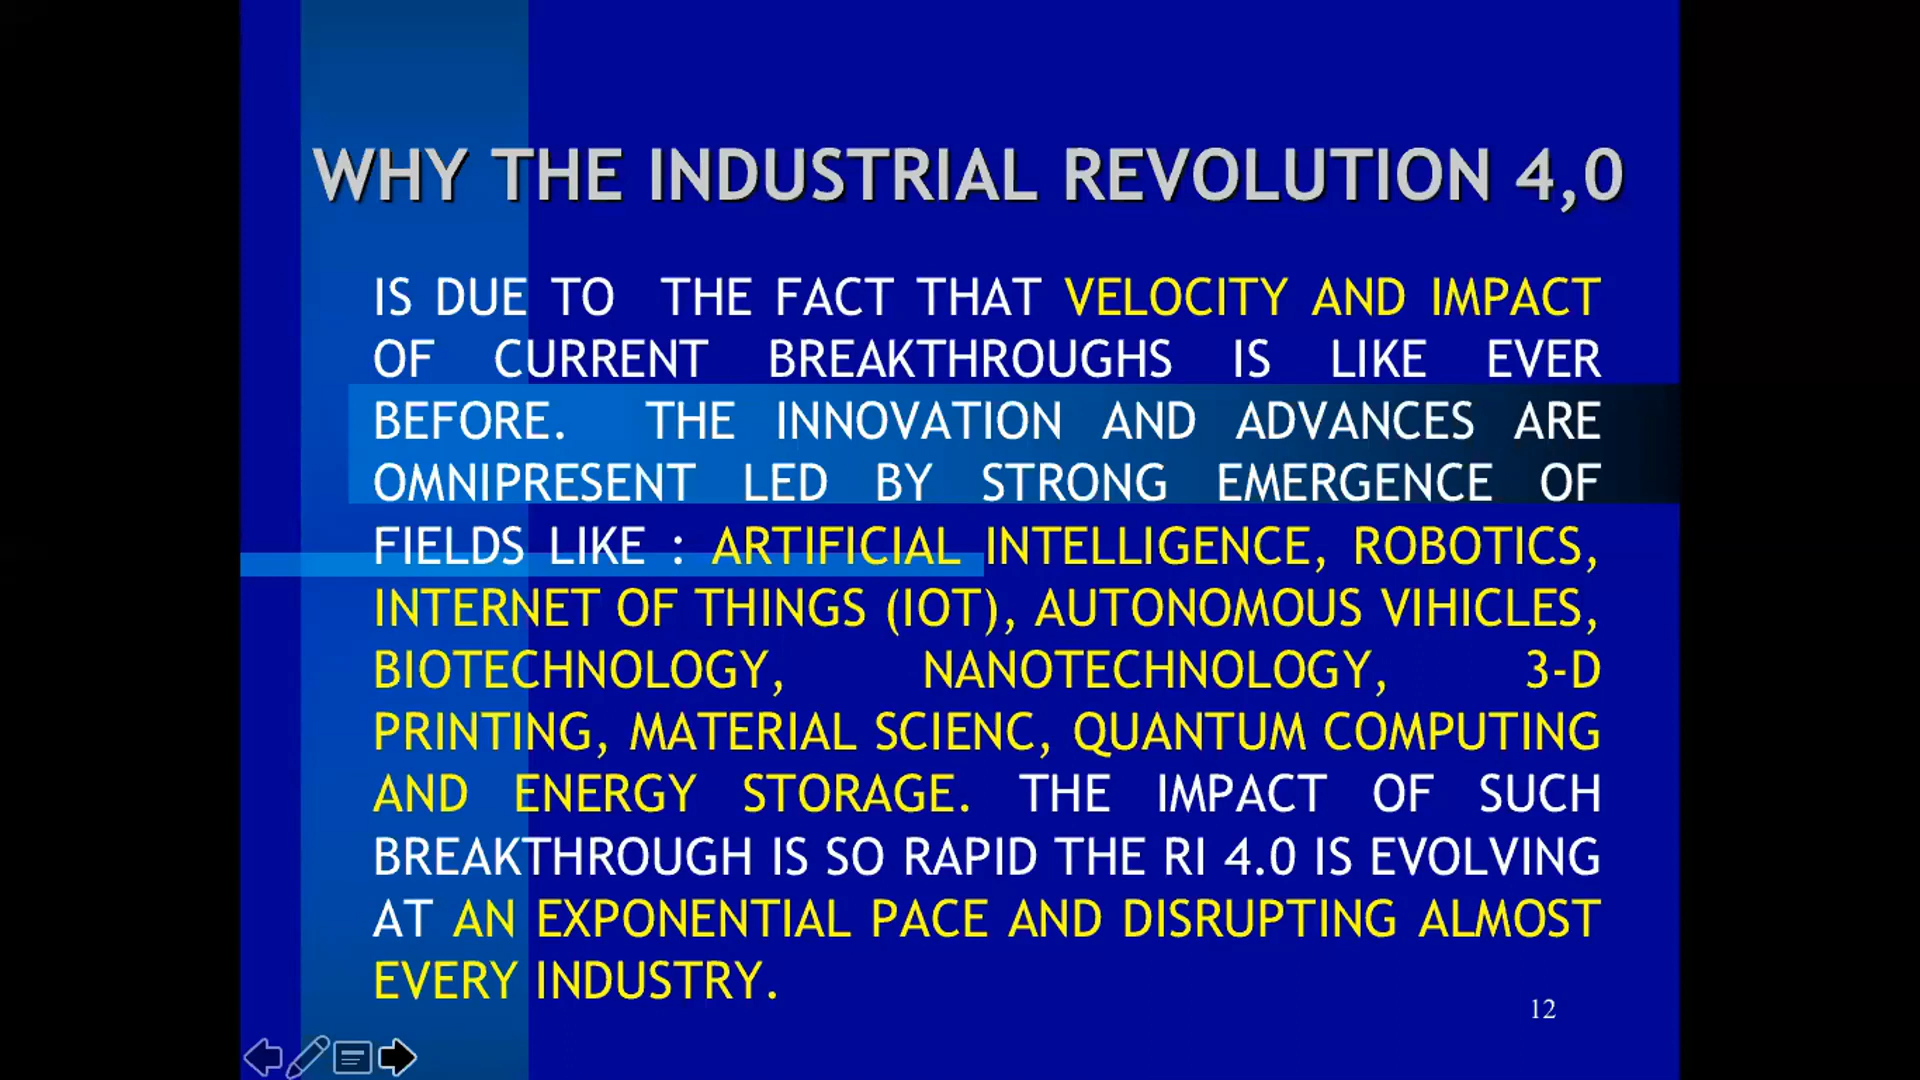 WHY THE INDUSTRIAL REVOLUTION 4,0
IS DUE TO THE FACT THAT VELOCITY AND IMPACT
OF CURRENT BREAKTHROUGHS IS LIKE EVER
BEFORE. THE INNOVATION AND ADVANCES ARE
OMNIPRESENT LED BY STRONG EMERGENCE OF
FIELDS LIKE : ARTIFICIAL INTELLIGENCE, ROBOTICS,
INTERNET OF THINGS (IOT), AUTONOMOUS VIHICLES,
BIOTECHNOLOGY, NANOTECHNOLOGY, 3-D
PRINTING, MATERIAL SCIENC, QUANTUM COMPUTING
AND ENERGY STORAGE. THE IMPACT OF SUCH
BREAKTHROUGH IS SO RAPID THE RI 4.0 IS EVOLVING
AT AN EXPONENTIAL PACE AND DISRUPTING ALMOST
EVERY INDUSTRY.
12